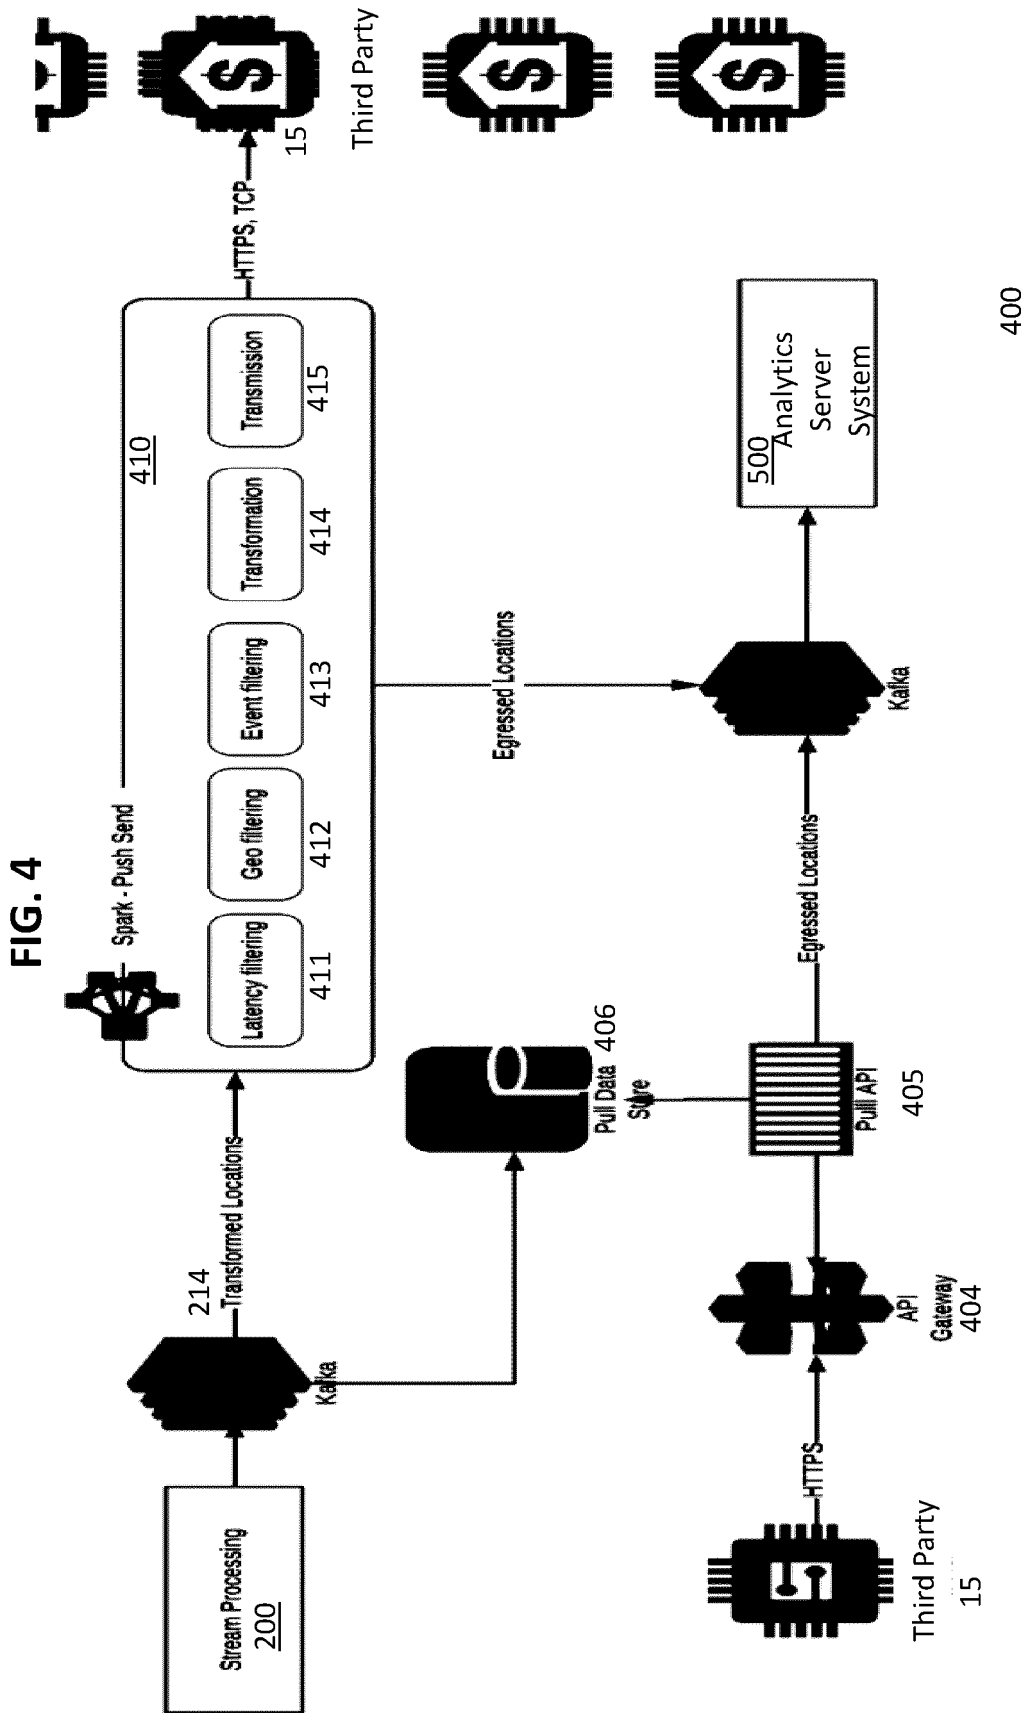 FIG. 4
Spark - Push Send
410
Stream Processing
200
Kafka
214
Transformed Locations
Latency filtering
411
Geo filtering
412
Event filtering
413
Transformation
414
Transmission
415
HTTPS, TCP
15
Third Party
Pull Data
Store
406
Egressed Locations
Third Party
15
HTTPS
API
Gateway
404
Pulll API
405
Egressed Locations
Kafka
500
Analytics
Server
System
400